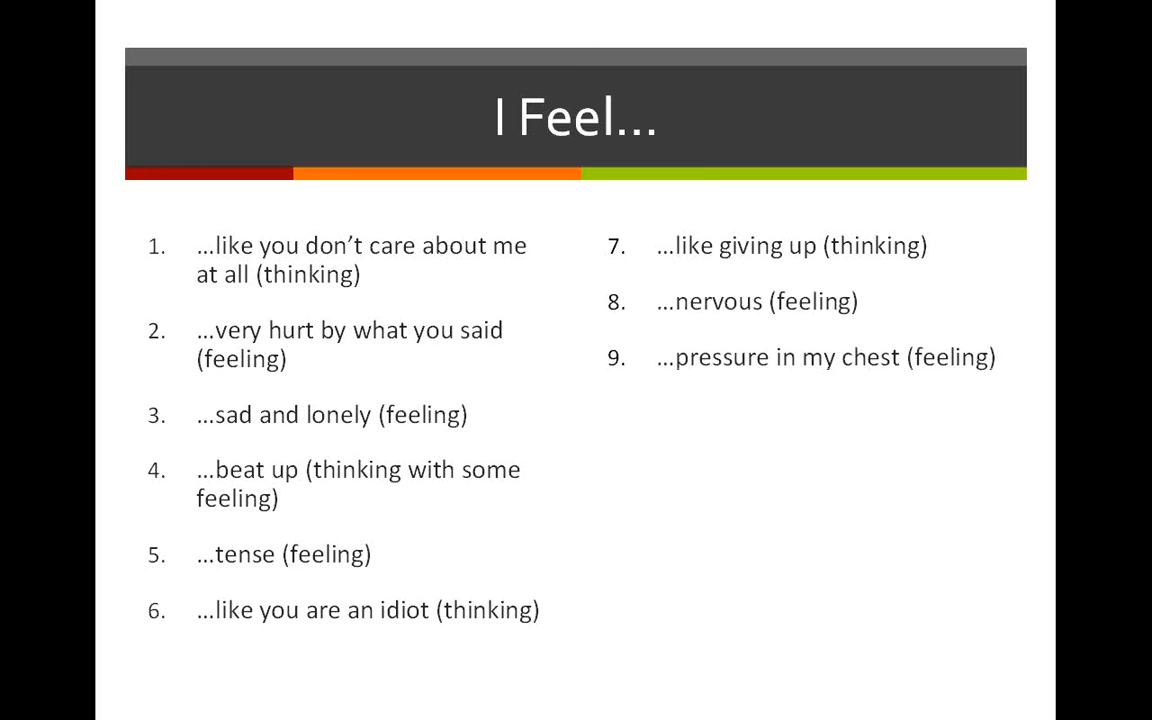 I Feel...
1. ...like you don't care about me
at all (thinking)
2. ...very hurt by what you said
(feeling)
3. ...sad and lonely (feeling)
4. ...beat up (thinking with some
feeling)
5. ...tense (feeling)
6. ...like you are an idiot (thinking)
7. ...like giving up (thinking)
8. ...nervous (feeling)
9. ...pressure in my chest (feeling)